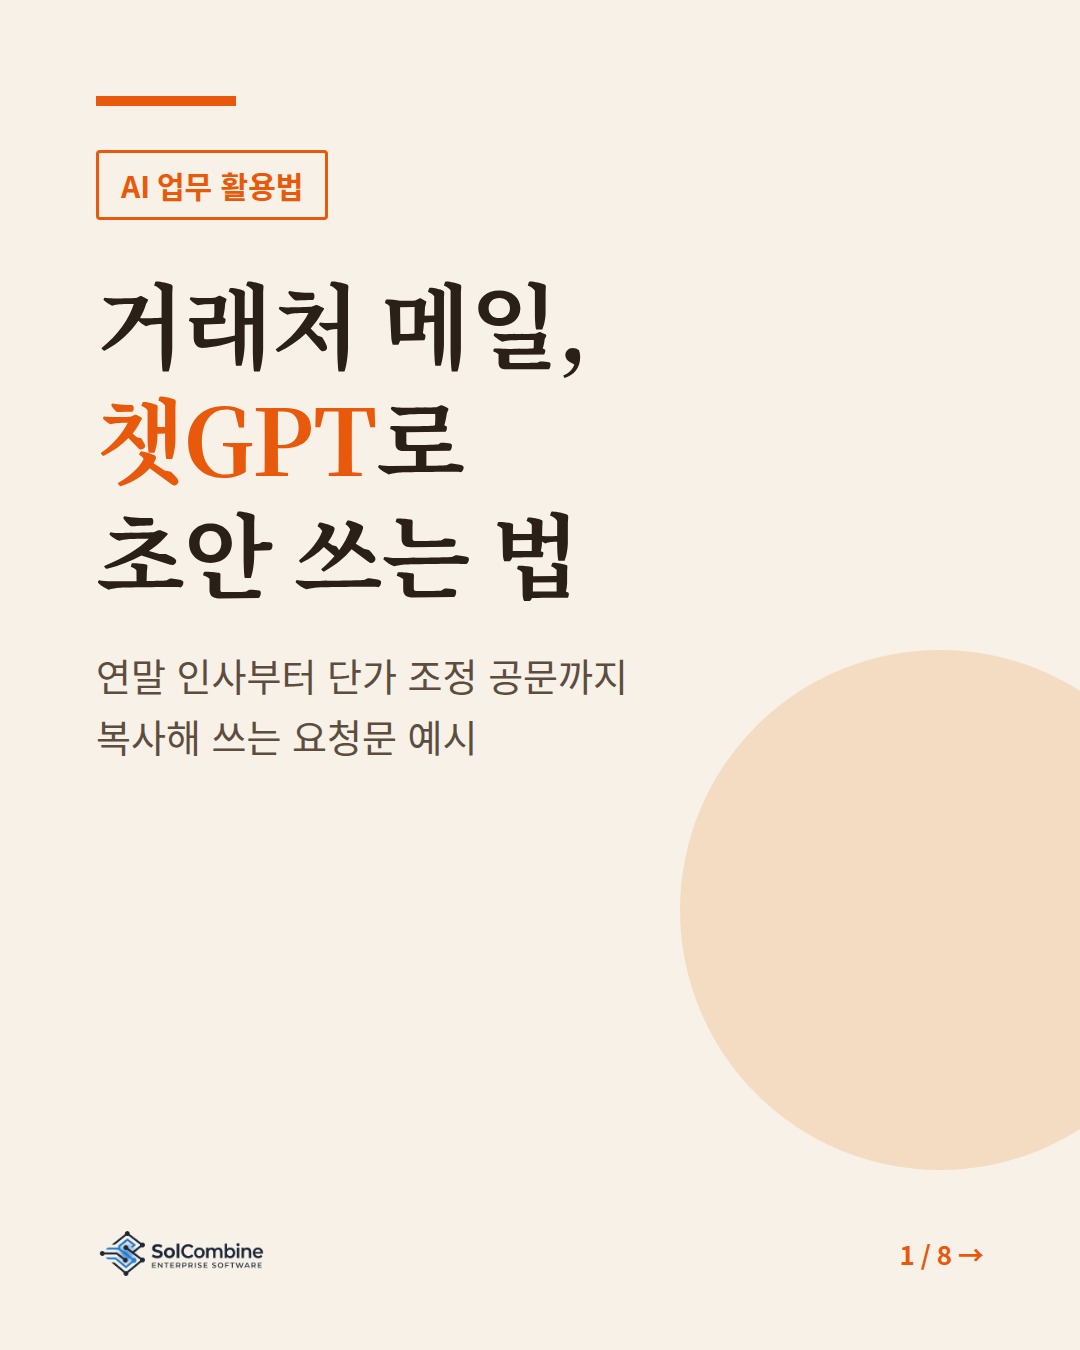 AI 업무 활용법
거래처 메일,
챗GPT로
초안 쓰는 법
연말 인사부터 단가 조정 공문까지
복사해 쓰는 요청문 예시
SolCombine
ENTERPRISE SOFTWARE
1 / 8 →